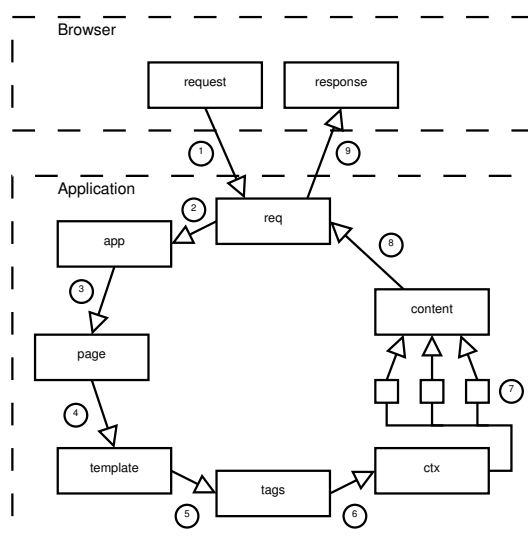 Browser
request
response
1
9
Application
2
req
app
8
3
content
page
7
4
template
ctx
tags
5
6